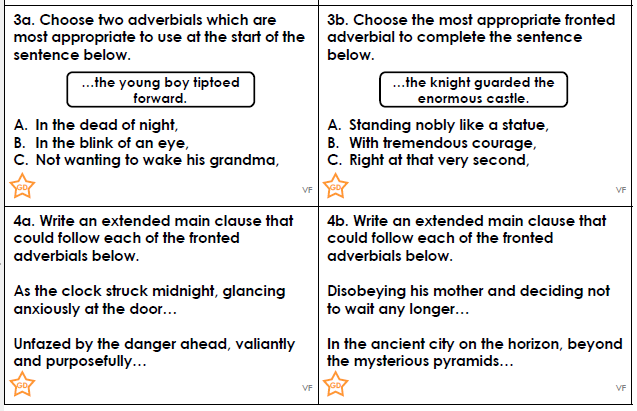 3a. Choose two adverbials which are
most appropriate to use at the start of the
sentence below.
…the young boy tiptoed
forward.
A. In the dead of night,
B. In the blink of an eye,
C. Not wanting to wake his grandma,
GD
VF
3b. Choose the most appropriate fronted
adverbial to complete the sentence
below.
…the knight guarded the
enormous castle.
A. Standing nobly like a statue,
B. With tremendous courage,
C. Right at that very second,
GD
VF
4a. Write an extended main clause that
could follow each of the fronted
adverbials below.
As the clock struck midnight, glancing
anxiously at the door…
Unfazed by the danger ahead, valiantly
and purposefully…
GD
VF
4b. Write an extended main clause that
could follow each of the fronted
adverbials below.
Disobeying his mother and deciding not
to wait any longer…
In the ancient city on the horizon, beyond
the mysterious pyramids…
GD
VF